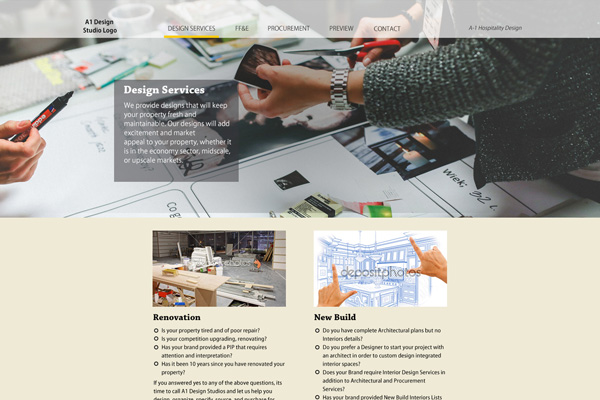 A1 Design
Studio Logo
DESIGN SERVICES
FF&E
PROCUREMENT
PREVIEW
CONTACT
A-1 Hospitality Design
Design Services
We provide designs that will keep
your property fresh and
maintainable. Our designs will add
excitement and market
appeal to your property, whether it
is in the economy sector, midscale,
or upscale markets.
wiek:
depositphotos
Renovation
Is your property tired and of poor repair?
Is your competition upgrading, renovating?
Has your brand provided a PIP that requires
attention and interpretation?
Has it been 10 years since you have renovated your
property?
If you answered yes to any of the above questions, its
time to call A1 Design Studios and let us help you
design, organize, specify, source, and purchase for
New Build
Do you have complete Architectural plans but no
Interiors details?
Do you prefer a Designer to start your project with
an architect in order to custom design integrated
interior spaces?
Does your Brand require Interior Design Services in
addition to Architectural and Procurement
Services?
Has your brand provided New Build Interiors Lists